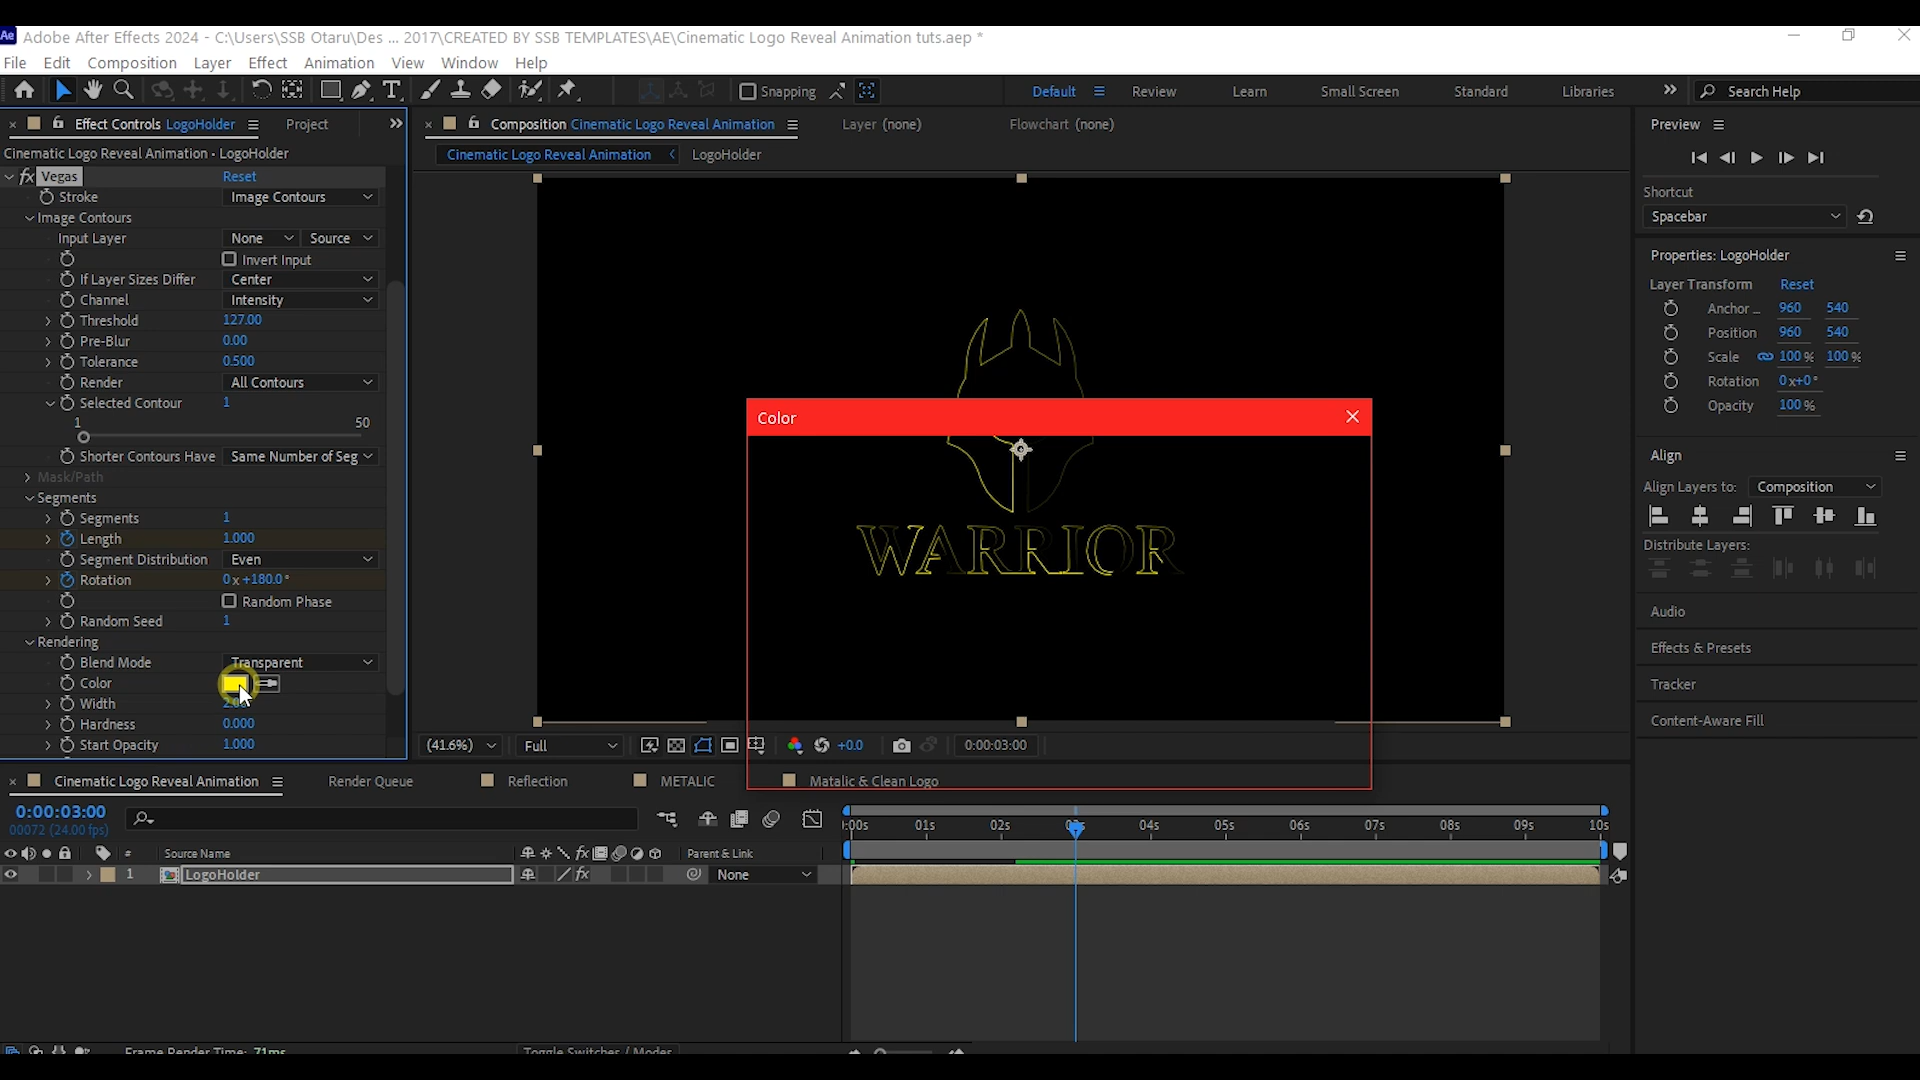 Ae Adobe After Effects 2024 - C:\Users\SSB Otaru\Des ... 2017\CREATED BY SSB TEMPLATES\AE\Cinematic Logo Reveal Animation tuts.aep *
File Edit Composition Layer Effect Animation View Window Help
Snapping Default Review Learn Small Screen Standard Libraries Search Help
Effect Controls LogoHolder Project
Composition Cinematic Logo Reveal Animation Layer (none) Flowchart (none)
Preview
Cinematic Logo Reveal Animation • LogoHolder
Cinematic Logo Reveal Animation LogoHolder
fx Vegas Reset
Stroke Image Contours
Image Contours
Input Layer None Source
Invert Input
If Layer Sizes Differ Center
Channel Intensity
Threshold 127.00
Pre-Blur 0.00
Tolerance 0.500
Render All Contours
Selected Contour 1
1 50
Shorter Contours Have Same Number of Seg
Mask/Path
Segments
Segments 1
Length 1.000
Segment Distribution Even
Rotation 0x+180.0°
Random Phase
Random Seed 1
Rendering
Blend Mode Transparent
Color
Width
Hardness 0.000
Start Opacity 1.000
Color
WARRIOR
(41.6%) Full +0.0 0:00:03:00
Shortcut
Spacebar
Properties: LogoHolder
Layer Transform Reset
Anchor ... 960 540
Position 960 540
Scale 100% 100%
Rotation 0x+0°
Opacity 100%
Align
Align Layers to: Composition
Distribute Layers:
Audio
Effects & Presets
Tracker
Content-Aware Fill
Cinematic Logo Reveal Animation Render Queue Reflection METALIC Matalic & Clean Logo
0:00:03:00
00072 (24.00 fps)
:00s 01s 02s 04s 05s 06s 07s 08s 09s 10s
# Source Name fx Parent & Link
1 LogoHolder fx None
Frame Render Time: 71ms Toggle Switches / Modes